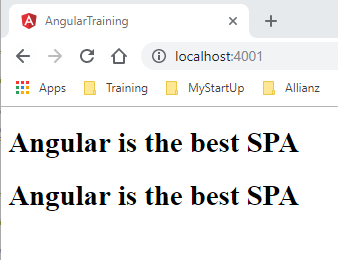 AngularTraining
localhost:4001
Apps Training MyStartUp Allianz
Angular is the best SPA
Angular is the best SPA